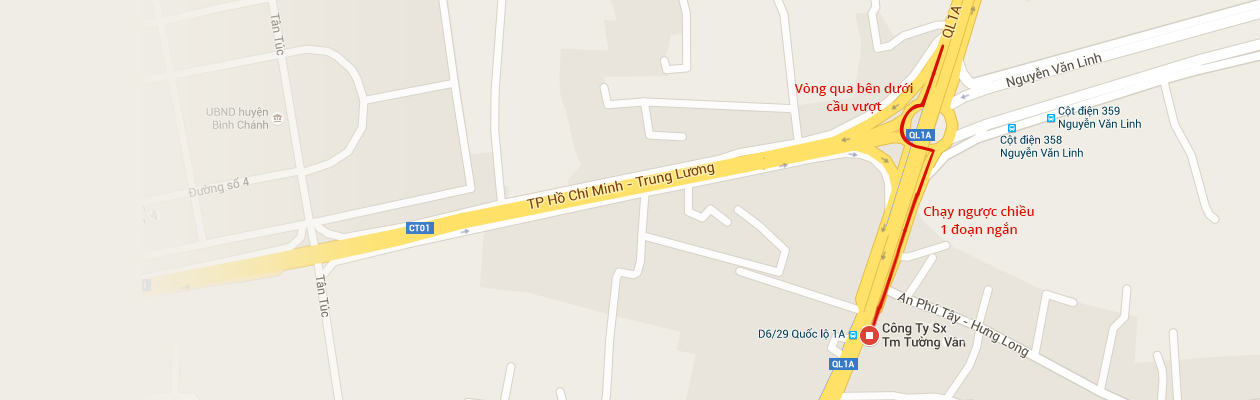 Tân Túc
QL1A
Nguyễn Văn Linh
Vòng qua bên dưới
cầu vượt
UBND huyện
Bình Chánh
Cột điện 359
Nguyễn Văn Linh
QL1A
Cột điện 358
Nguyễn Văn Linh
Đường số 4
TP Hồ Chí Minh - Trung Lương
Chạy ngược chiều
1 đoạn ngắn
CT01
Tân Túc
An Phú Tây - Hưng Long
D6/29 Quốc lộ 1A
Công Ty Sx
Tm Tường Vân
QL1A